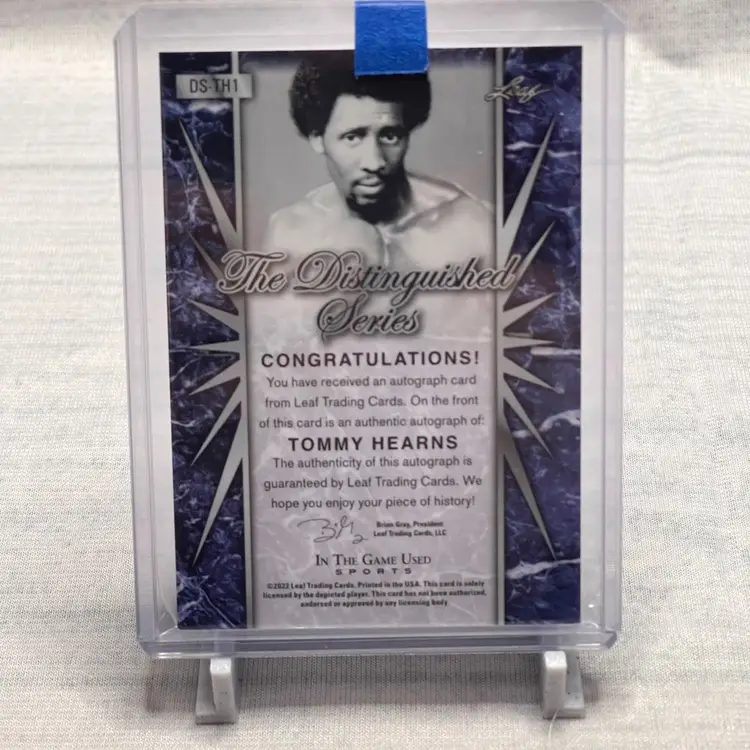 DS-TH1
Leaf
The Distinguished
Series
CONGRATULATIONS!
You have received an autograph card
from Leaf Trading Cards. On the front
of this card is an authentic autograph of:
TOMMY HEARNS
The authenticity of this autograph is
guaranteed by Leaf Trading Cards. We
hope you enjoy your piece of history!
Brian Gray, President
Leaf Trading Cards, LLC
IN THE GAME USED
SPORTS
©2022 Leaf Trading Cards. Printed in the USA. This card is solely
licensed by the depicted player. This card has not been authorized,
endorsed or approved by any licensing body